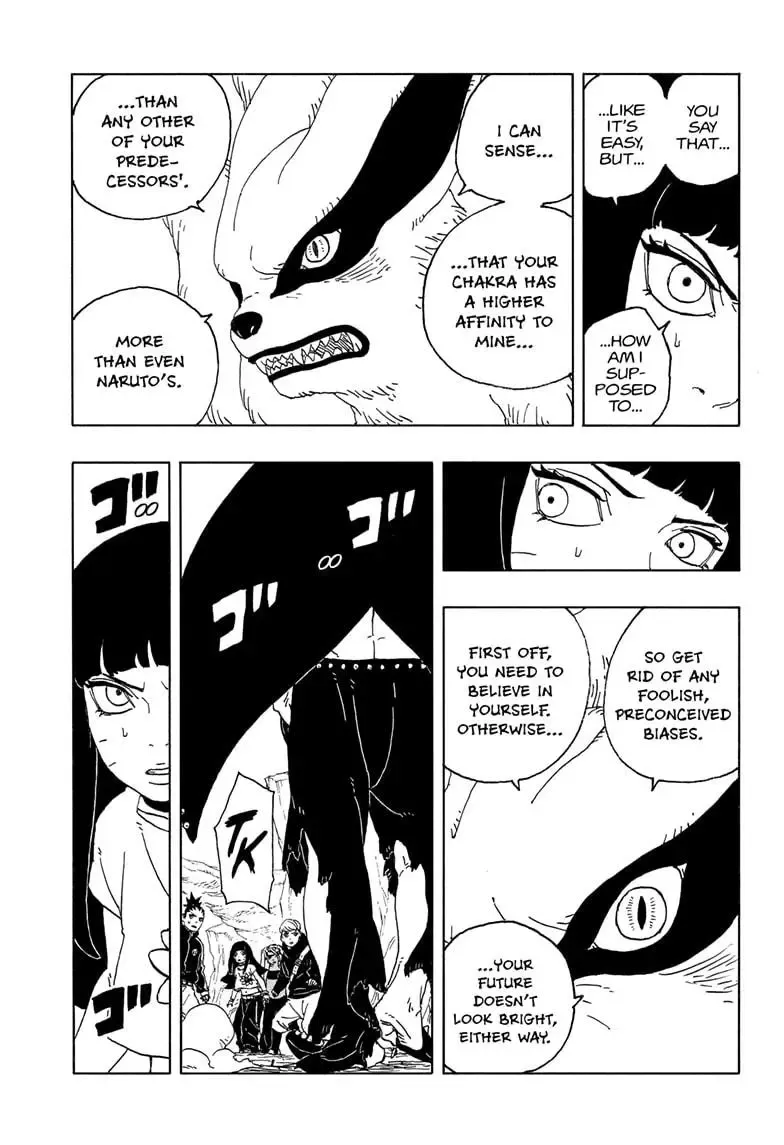 YOU
SAY
THAT...
...LIKE
IT'S
EASY,
BUT...
...HOW
AM I
SUP-
POSED
TO...
I CAN
SENSE...
...THAT YOUR
CHAKRA HAS
A HIGHER
AFFINITY TO
MINE...
...THAN
ANY OTHER
OF YOUR
PREDE-
CESSORS'.
MORE
THAN EVEN
NARUTO'S.
SO GET
RID OF ANY
FOOLISH,
PRECONCEIVED
BIASES.
FIRST OFF,
YOU NEED TO
BELIEVE IN
YOURSELF.
OTHERWISE...
...YOUR
FUTURE
DOESN'T
LOOK BRIGHT,
EITHER WAY.
ゴ
ゴ
TK
ゴ
ゴ